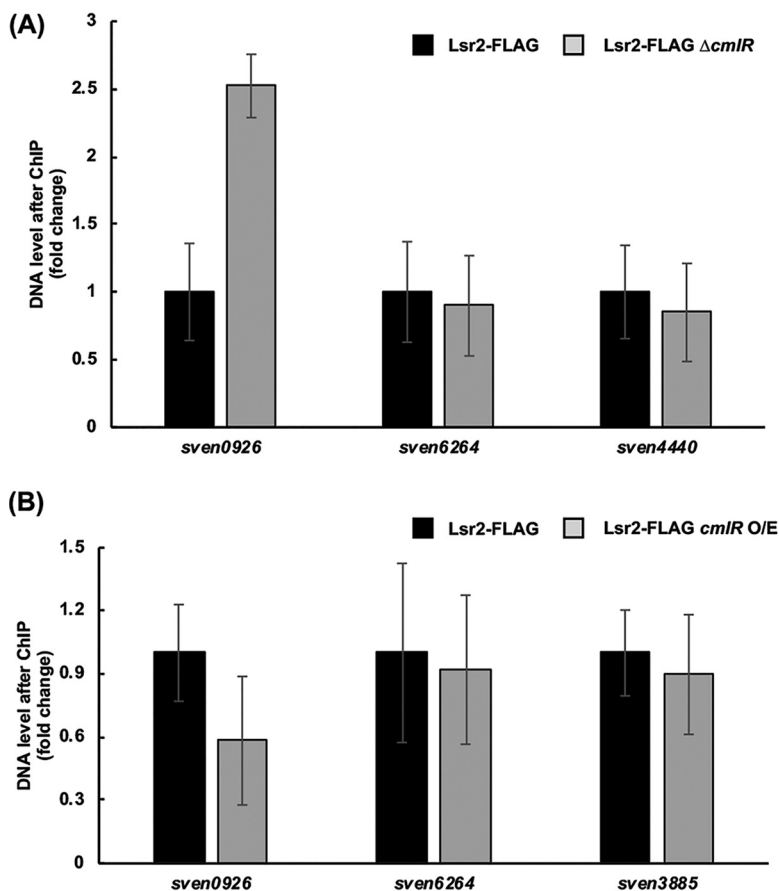 (A)
Lsr2-FLAG Lsr2-FLAG ΔcmlR
DNA level after ChIP
(fold change)
3
2.5
2
1.5
1
0.5
0
sven0926 sven6264 sven4440
(B)
Lsr2-FLAG Lsr2-FLAG cmlR O/E
DNA level after ChIP
(fold change)
1.5
1.2
0.9
0.6
0.3
0
sven0926 sven6264 sven3885